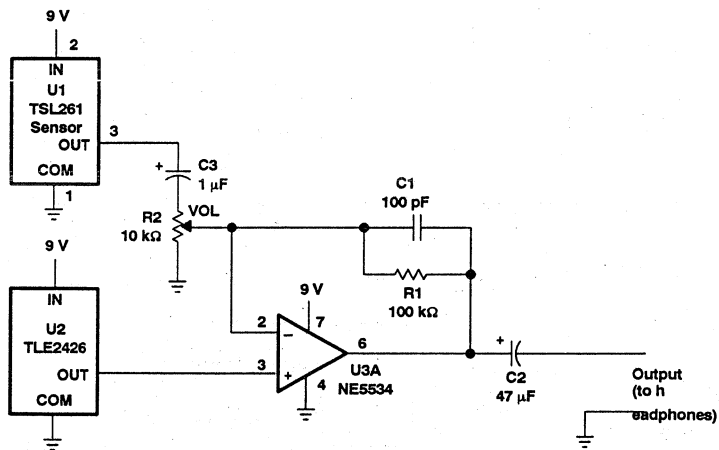 9 V
2
IN
U1
TSL261
Sensor
OUT
3
COM
1
+
C3
1 µF
R2
10 kΩ
VOL
C1
100 pF
R1
100 kΩ
9 V
IN
U2
TLE2426
OUT
COM
9 V
7
2
−
3
+
4
6
U3A
NE5534
+
C2
47 µF
Output
(to h
eadphones)